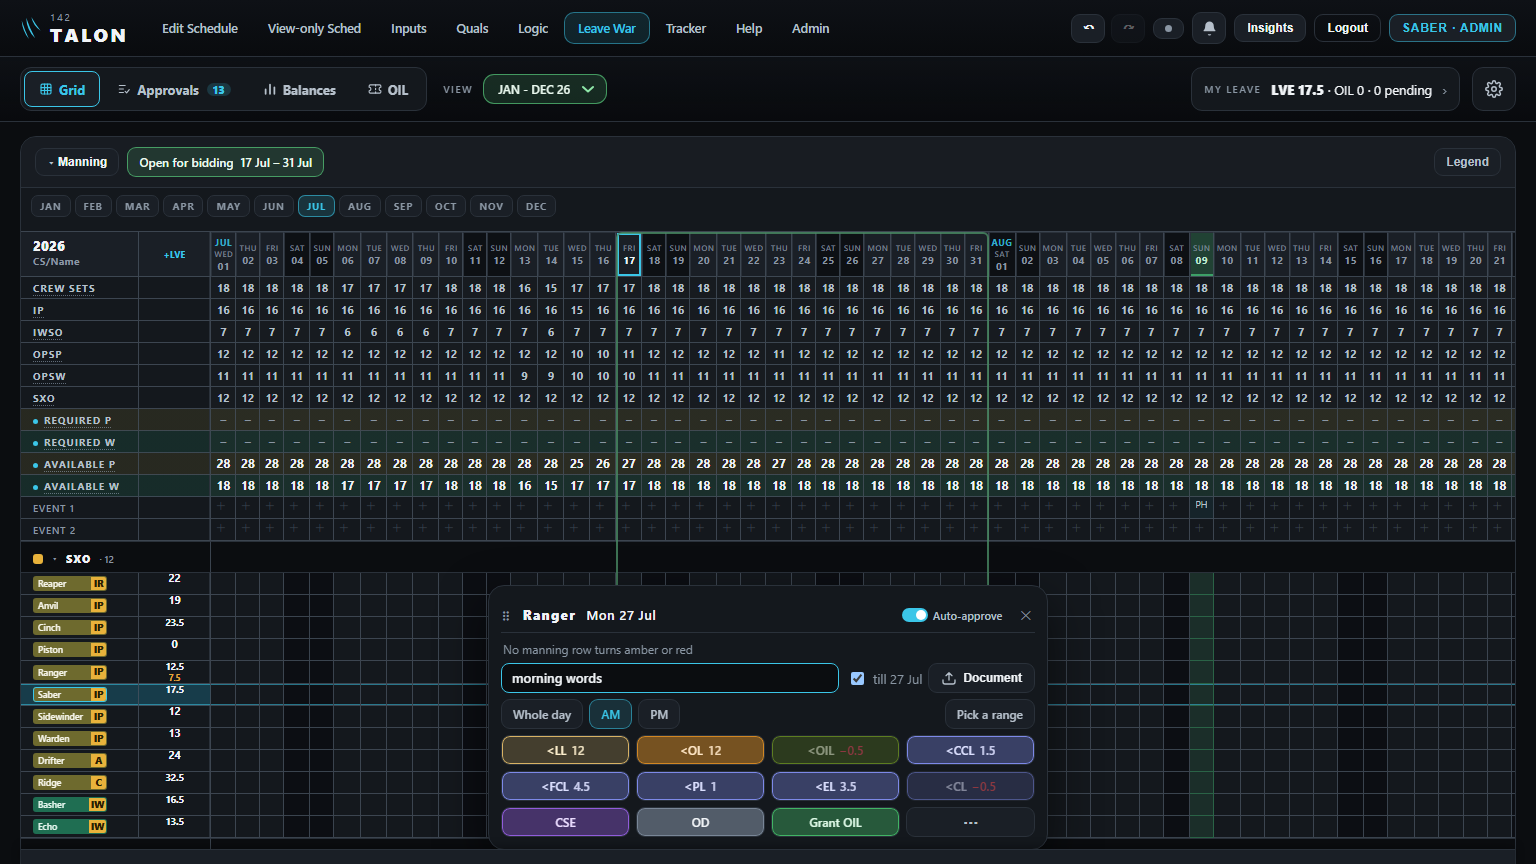 142
TALON
Edit Schedule View-only Sched Inputs Quals Logic Leave War Tracker Help Admin Insights Logout SABER · ADMIN
Grid Approvals 13 Balances OIL VIEW JAN - DEC 26 MY LEAVE LVE 17.5 · OIL 0 · 0 pending ›
Manning Open for bidding 17 Jul – 31 Jul Legend
JAN FEB MAR APR MAY JUN JUL AUG SEP OCT NOV DEC
2026
CS/Name
+LVE
JUL AUG
WED THU FRI SAT SUN MON TUE WED THU FRI SAT SUN MON TUE WED THU FRI SAT SUN MON TUE WED THU FRI SAT SUN MON TUE WED THU FRI SAT SUN MON TUE WED THU FRI SAT SUN MON TUE WED THU FRI SAT SUN MON TUE WED THU FRI
01 02 03 04 05 06 07 08 09 10 11 12 13 14 15 16 17 18 19 20 21 22 23 24 25 26 27 28 29 30 31 01 02 03 04 05 06 07 08 09 10 11 12 13 14 15 16 17 18 19 20 21
CREW SETS 18 18 18 18 18 17 17 17 17 18 18 18 16 15 17 17 17 18 18 18 18 18 18 18 18 18 18 18 18 18 18 18 18 18 18 18 18 18 18 18 18 18 18 18 18 18 18 18 18 18 18 18
IP 16 16 16 16 16 16 16 16 16 16 16 16 16 16 15 16 16 16 16 16 16 16 16 16 16 16 16 16 16 16 16 16 16 16 16 16 16 16 16 16 16 16 16 16 16 16 16 16 16 16 16 16
IWSO 7 7 7 7 7 6 6 6 6 7 7 7 7 6 7 7 7 7 7 7 7 7 7 7 7 7 7 7 7 7 7 7 7 7 7 7 7 7 7 7 7 7 7 7 7 7 7 7 7 7 7 7
OPSP 12 12 12 12 12 12 12 12 12 12 12 12 12 12 10 10 11 12 12 12 12 12 11 12 12 12 12 12 12 12 12 12 12 12 12 12 12 12 12 12 12 12 12 12 12 12 12 12 12 12 12 12
OPSW 11 11 11 11 11 11 11 11 11 11 11 11 9 9 10 10 10 11 11 11 11 11 11 11 11 11 11 11 11 11 11 11 11 11 11 11 11 11 11 11 11 11 11 11 11 11 11 11 11 11 11 11
SXO 12 12 12 12 12 12 12 12 12 12 12 12 12 12 12 12 12 12 12 12 12 12 12 12 12 12 12 12 12 12 12 12 12 12 12 12 12 12 12 12 12 12 12 12 12 12 12 12 12 12 12 12
REQUIRED P – – – – – – – – – – – – – – – – – – – – – – – – – – – – – – – – – – – – – – – – – – – – – – – – – – – –
REQUIRED W – – – – – – – – – – – – – – – – – – – – – – – – – – – – – – – – – – – – – – – – – – – – – – – – – – – –
AVAILABLE P 28 28 28 28 28 28 28 28 28 28 28 28 28 28 25 26 27 28 28 28 28 28 27 28 28 28 28 28 28 28 28 28 28 28 28 28 28 28 28 28 28 28 28 28 28 28 28 28 28 28 28 28
AVAILABLE W 18 18 18 18 18 17 17 17 17 18 18 18 16 15 17 17 17 18 18 18 18 18 18 18 18 18 18 18 18 18 18 18 18 18 18 18 18 18 18 18 18 18 18 18 18 18 18 18 18 18 18 18
EVENT 1 + + + + + + + + + + + + + + + + + + + + + + + + + + + + + + + + + + + + + + + PH + + + + + + + + + + + +
EVENT 2 + + + + + + + + + + + + + + + + + + + + + + + + + + + + + + + + + + + + + + + + + + + + + + + + + + + +
· SXO · 12
Reaper IR 22
Anvil IP 19
Cinch IP 23.5
Piston IP 0
Ranger IP 12.5
7.5
Saber IP 17.5
Sidewinder IP 12
Warden IP 13
Drifter A 24
Ridge C 32.5
Basher IW 16.5
Echo IW 13.5
Ranger Mon 27 Jul Auto-approve
No manning row turns amber or red
morning words till 27 Jul Document
Whole day AM PM Pick a range
<LL 12 <OL 12 <OIL −0.5 <CCL 1.5
<FCL 4.5 <PL 1 <EL 3.5 <CL −0.5
CSE OD Grant OIL ---